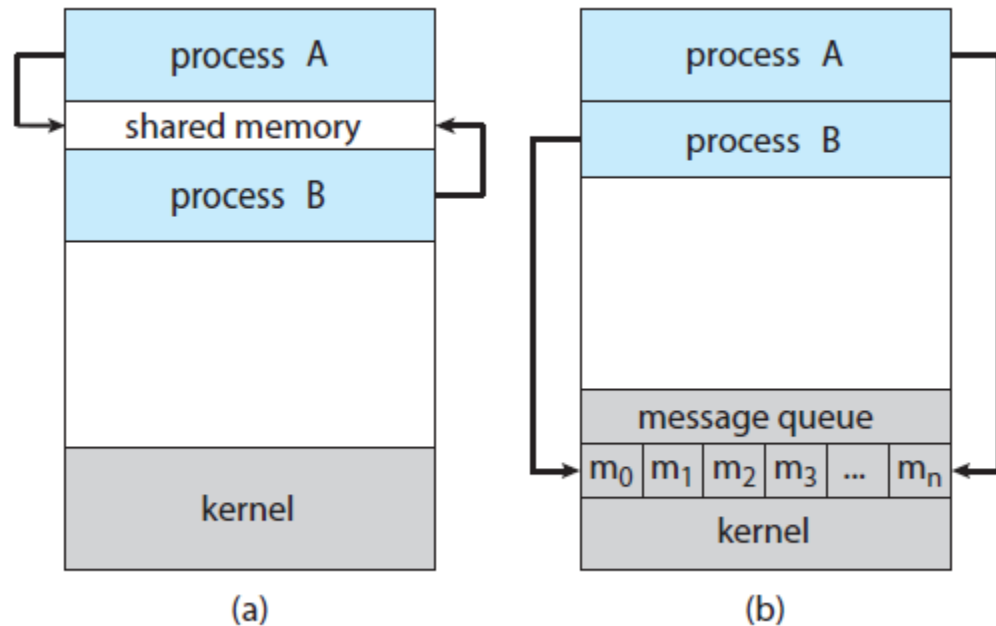 process A
shared memory
process B
kernel
(a)
process A
process B
message queue
m₀ m₁ m₂ m₃ ... mₙ
kernel
(b)